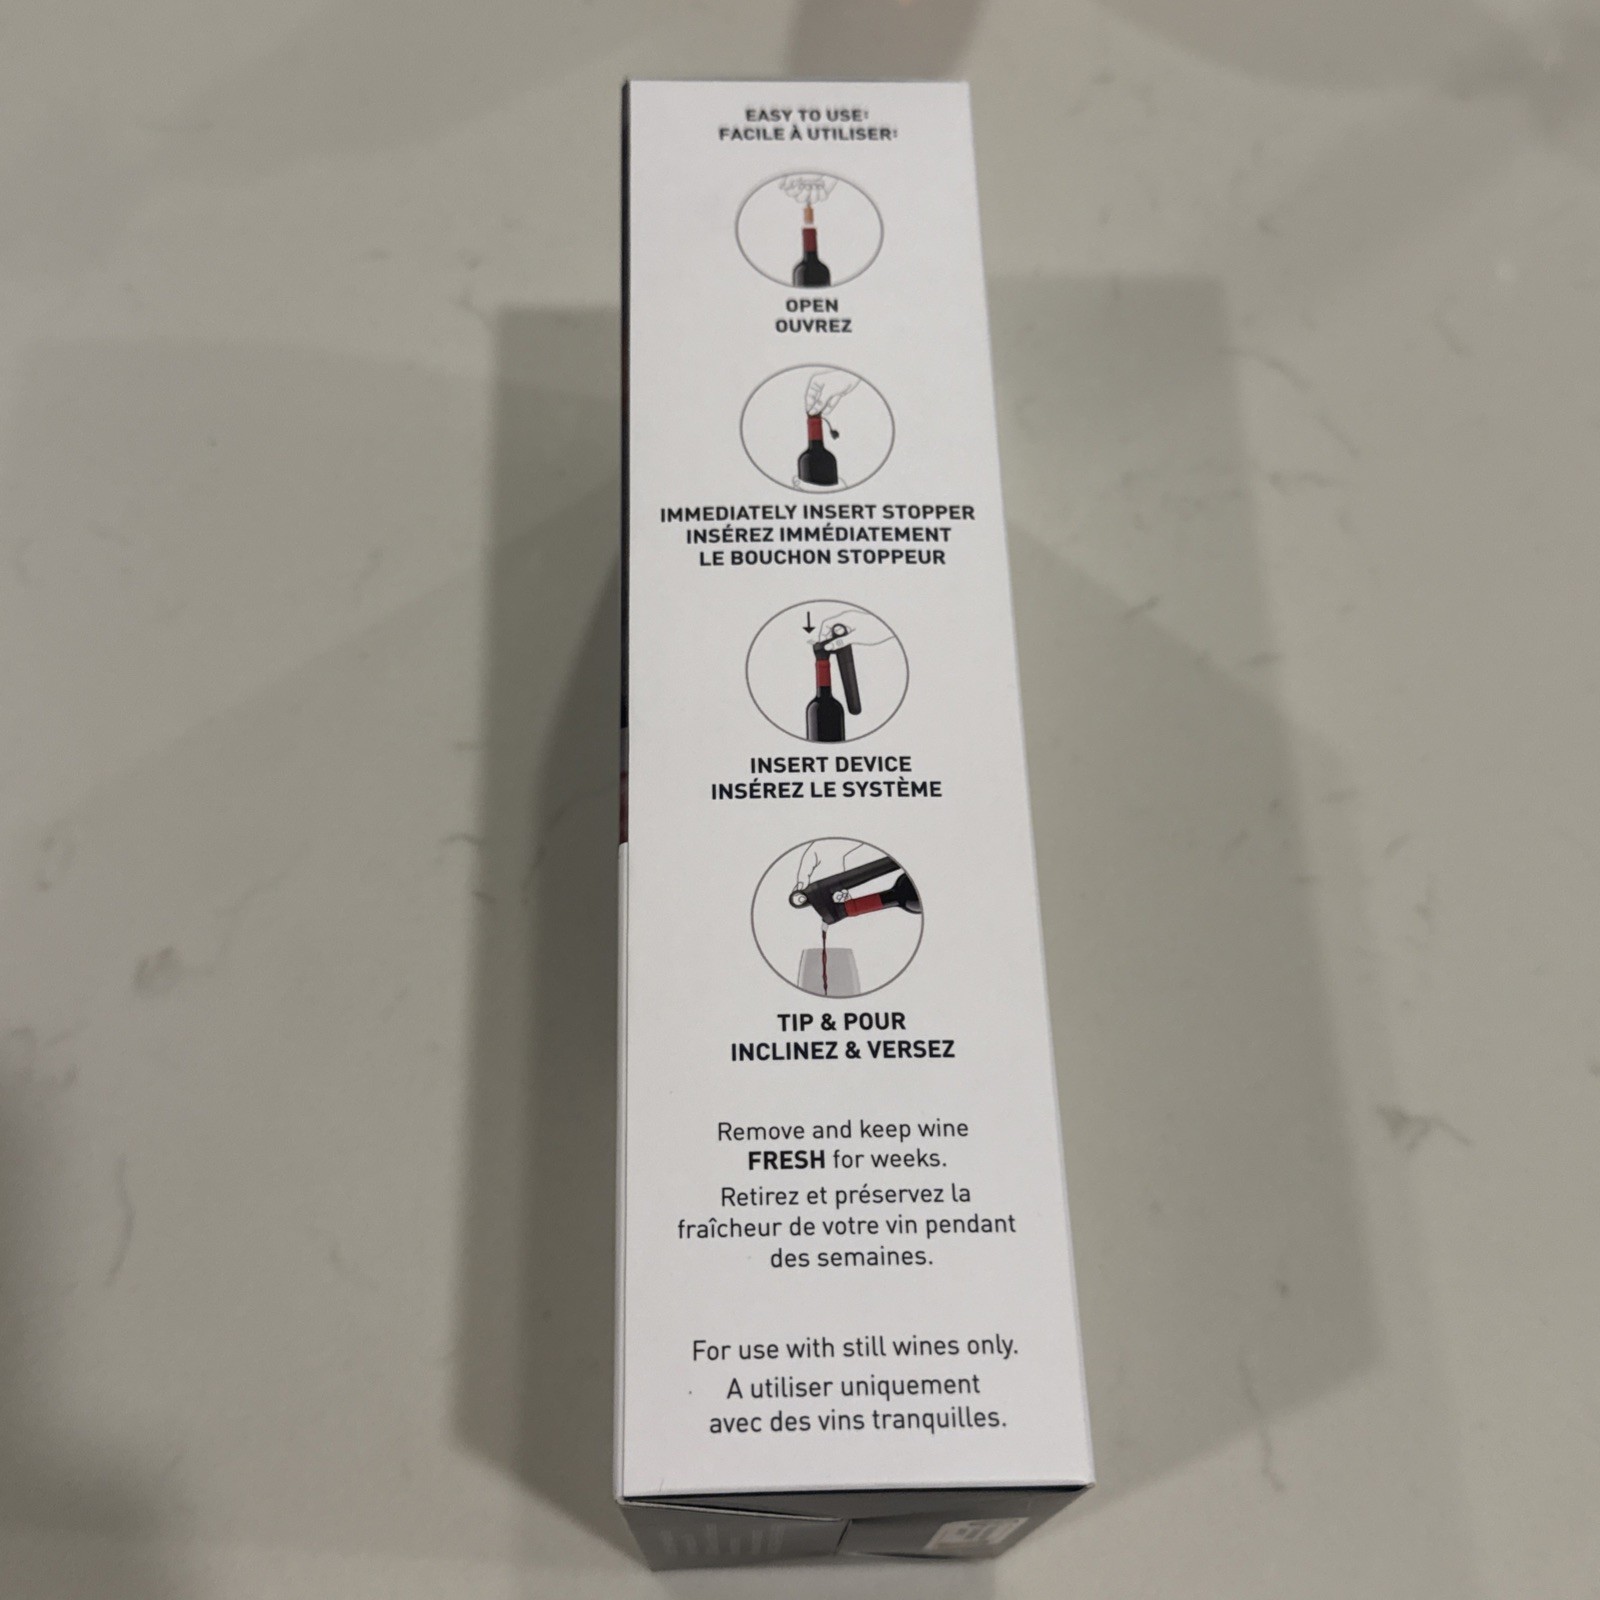 EASY TO USE:
FACILE À UTILISER:
OPEN
OUVREZ
IMMEDIATELY INSERT STOPPER
INSÉREZ IMMÉDIATEMENT
LE BOUCHON STOPPEUR
INSERT DEVICE
INSÉREZ LE SYSTÈME
TIP & POUR
INCLINEZ & VERSEZ
Remove and keep wine
FRESH for weeks.
Retirez et préservez la
fraîcheur de votre vin pendant
des semaines.
For use with still wines only.
A utiliser uniquement
avec des vins tranquilles.